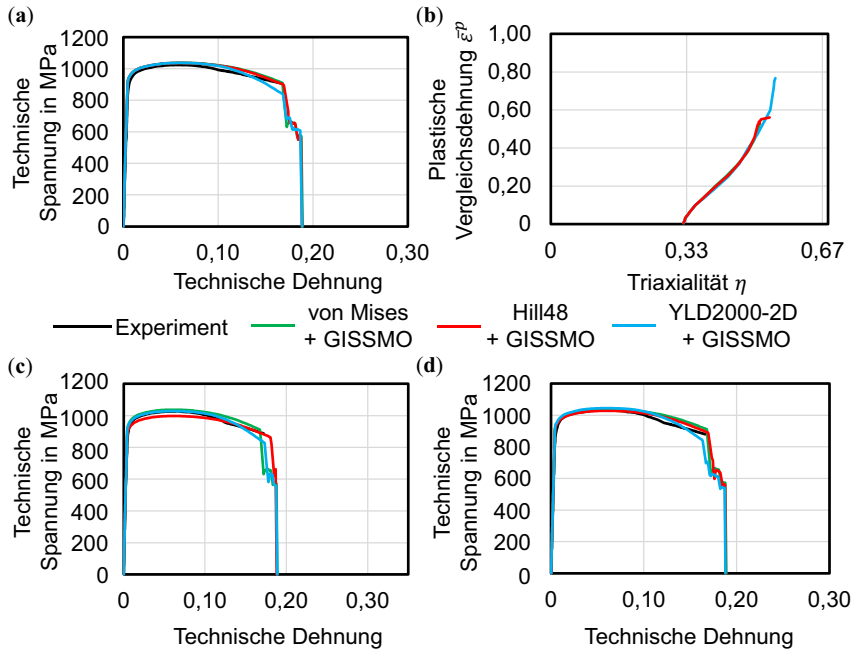 (a)
1200
1000
800
600
400
200
0
Technische
Spannung in MPa
0
0,10
0,20
0,30
Technische Dehnung
(b)
1,00
0,80
0,60
0,40
0,20
0
Plastische
Vergleichsdehnung ε̄ᵖ
0
0,33
0,67
Triaxialität η
Experiment
von Mises
+ GISSMO
Hill48
+ GISSMO
YLD2000-2D
+ GISSMO
(c)
1200
1000
800
600
400
200
0
Technische
Spannung in MPa
0
0,10
0,20
0,30
Technische Dehnung
(d)
1200
1000
800
600
400
200
0
Technische
Spannung in MPa
0
0,10
0,20
0,30
Technische Dehnung